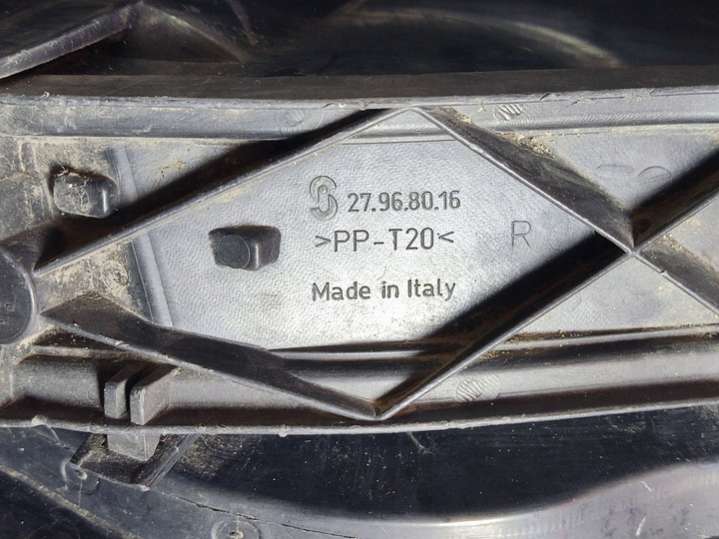 27.96.80.16
>PP-T20<
R
Made in Italy